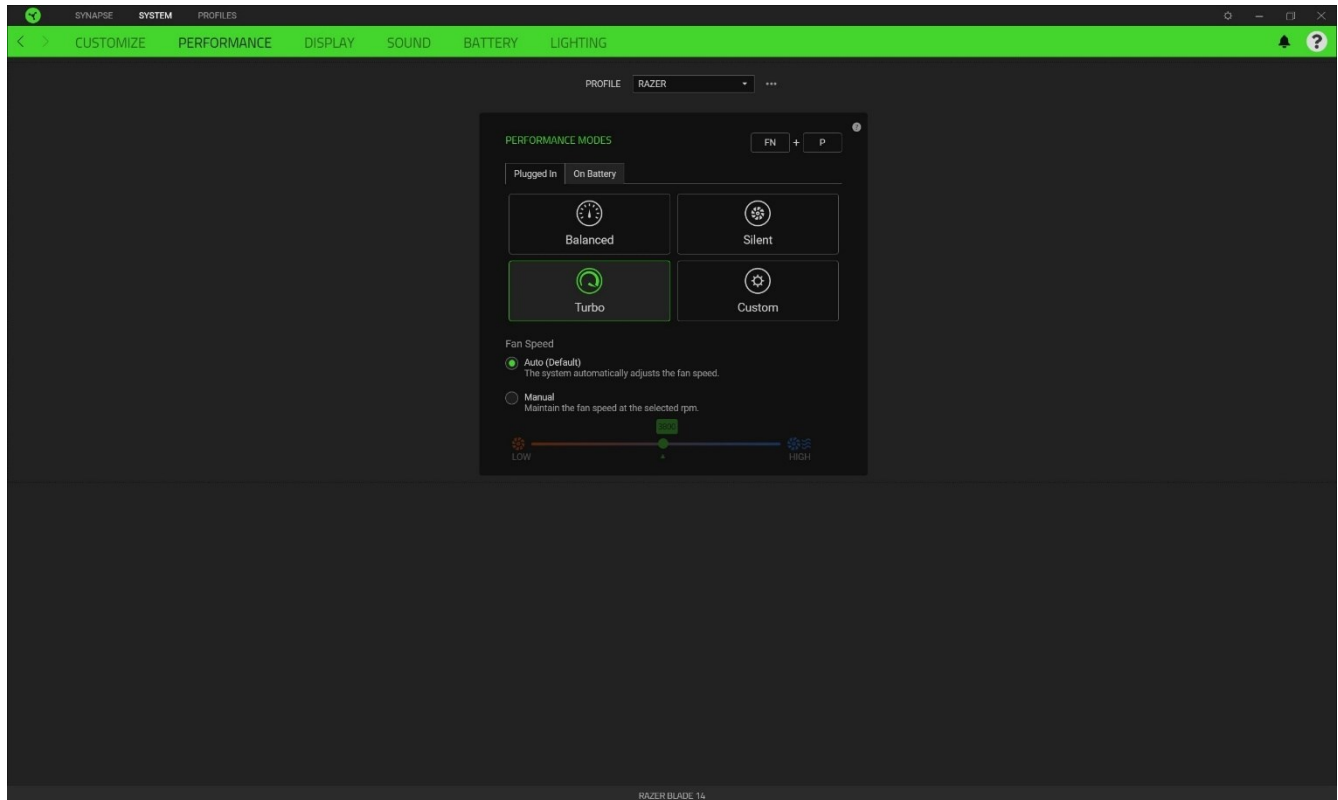 SYNAPSE SYSTEM PROFILES
CUSTOMIZE PERFORMANCE DISPLAY SOUND BATTERY LIGHTING
?
PROFILE RAZER
PERFORMANCE MODES FN + P
Plugged In On Battery
Balanced Silent
Turbo Custom
Fan Speed
Auto (Default)
The system automatically adjusts the fan speed.
Manual
Maintain the fan speed at the selected rpm.
LOW HIGH
RAZER BLADE 14